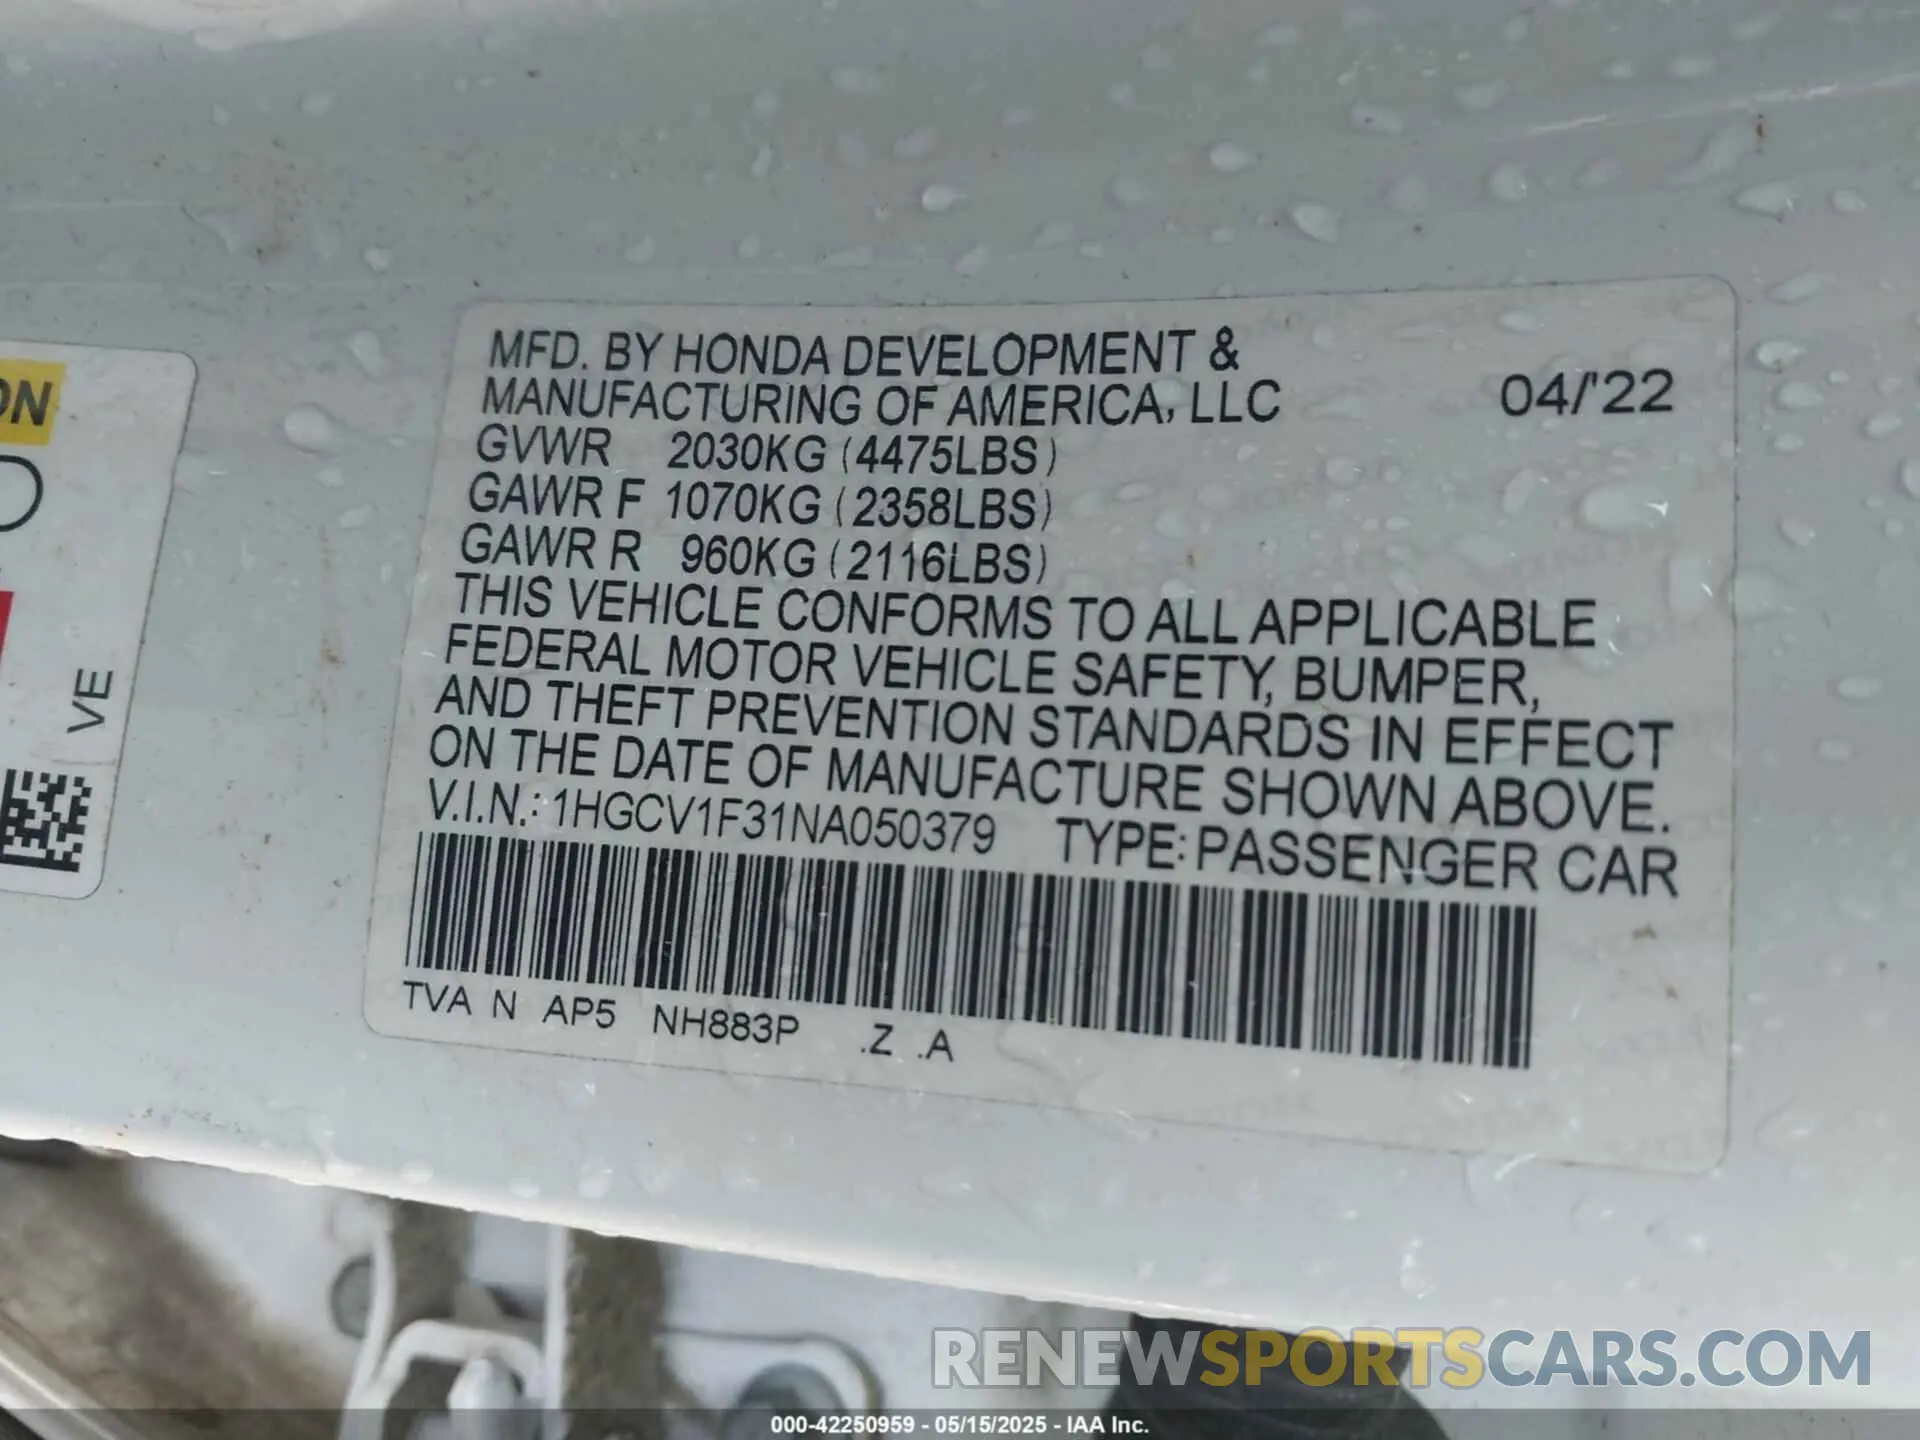 MFD. BY HONDA DEVELOPMENT &
MANUFACTURING OF AMERICA, LLC 04/'22
GVWR 2030KG (4475LBS)
GAWR F 1070KG (2358LBS)
GAWR R 960KG (2116LBS)
THIS VEHICLE CONFORMS TO ALL APPLICABLE
FEDERAL MOTOR VEHICLE SAFETY, BUMPER,
AND THEFT PREVENTION STANDARDS IN EFFECT
ON THE DATE OF MANUFACTURE SHOWN ABOVE.
V.I.N.: 1HGCV1F31NA050379 TYPE: PASSENGER CAR
TVA N AP5 NH883P .Z .A
ON
VE
RENEWSPORTSCARS.COM
000-42250959 - 05/15/2025 - IAA Inc.